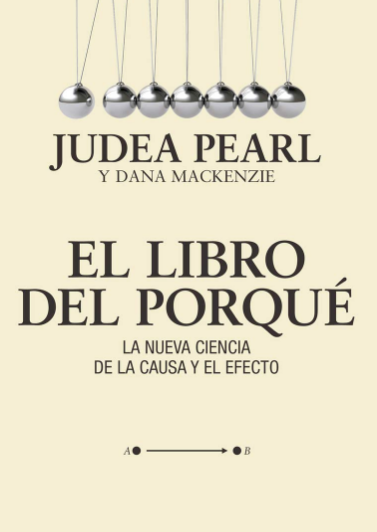 JUDEA PEARL
Y DANA MACKENZIE
EL LIBRO
DEL PORQUÉ
LA NUEVA CIENCIA
DE LA CAUSA Y EL EFECTO
A B